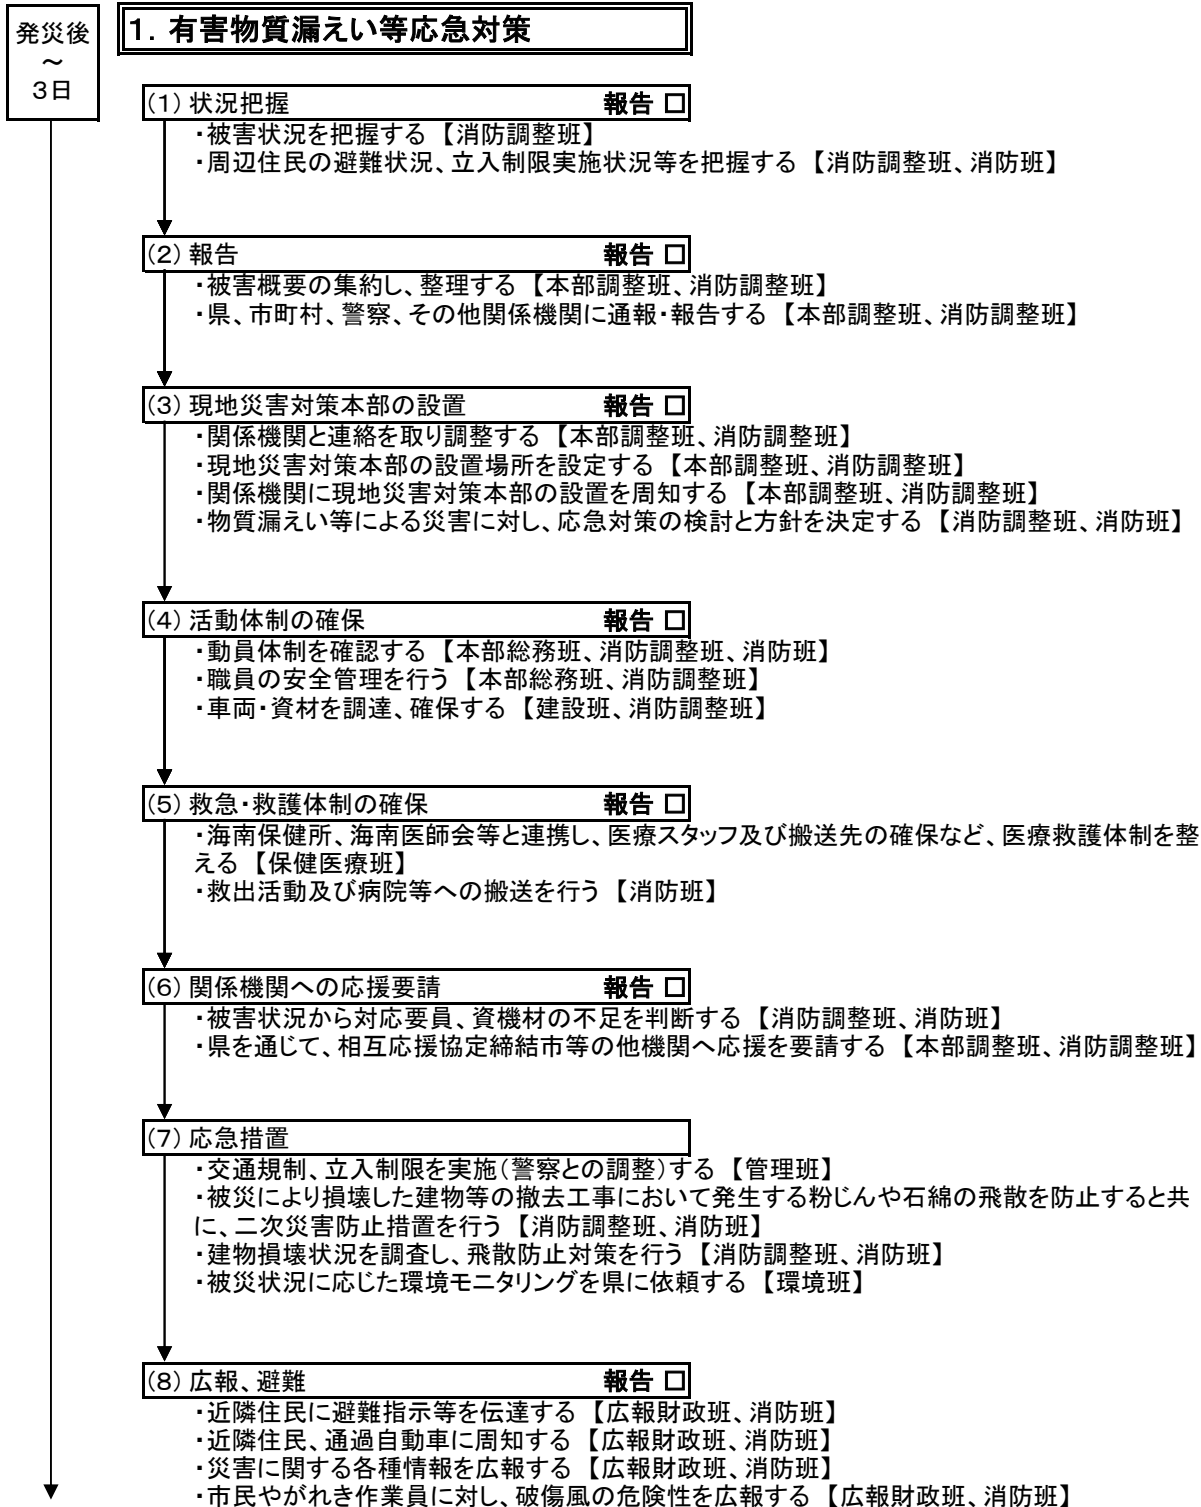 発災後
～
3日
1．有害物質漏えい等応急対策
(1) 状況把握 報告 □
・被害状況を把握する 【消防調整班】
・周辺住民の避難状況、立入制限実施状況等を把握する 【消防調整班、消防班】
(2) 報告 報告 □
・被害概要の集約し、整理する 【本部調整班、消防調整班】
・県、市町村、警察、その他関係機関に通報・報告する 【本部調整班、消防調整班】
(3) 現地災害対策本部の設置 報告 □
・関係機関と連絡を取り調整する 【本部調整班、消防調整班】
・現地災害対策本部の設置場所を設定する 【本部調整班、消防調整班】
・関係機関に現地災害対策本部の設置を周知する 【本部調整班、消防調整班】
・物質漏えい等による災害に対し、応急対策の検討と方針を決定する 【消防調整班、消防班】
(4) 活動体制の確保 報告 □
・動員体制を確認する 【本部総務班、消防調整班、消防班】
・職員の安全管理を行う 【本部総務班、消防調整班】
・車両・資材を調達、確保する 【建設班、消防調整班】
(5) 救急・救護体制の確保 報告 □
・海南保健所、海南医師会等と連携し、医療スタッフ及び搬送先の確保など、医療救護体制を整
える 【保健医療班】
・救出活動及び病院等への搬送を行う 【消防班】
(6) 関係機関への応援要請 報告 □
・被害状況から対応要員、資機材の不足を判断する 【消防調整班、消防班】
・県を通じて、相互応援協定締結市等の他機関へ応援を要請する 【本部調整班、消防調整班】
(7) 応急措置
・交通規制、立入制限を実施（警察との調整）する 【管理班】
・被災により損壊した建物等の撤去工事において発生する粉じんや石綿の飛散を防止すると共
に、二次災害防止措置を行う 【消防調整班、消防班】
・建物損壊状況を調査し、飛散防止対策を行う 【消防調整班、消防班】
・被災状況に応じた環境モニタリングを県に依頼する 【環境班】
(8) 広報、避難 報告 □
・近隣住民に避難指示等を伝達する 【広報財政班、消防班】
・近隣住民、通過自動車に周知する 【広報財政班、消防班】
・災害に関する各種情報を広報する 【広報財政班、消防班】
・市民やがれき作業員に対し、破傷風の危険性を広報する 【広報財政班、消防班】